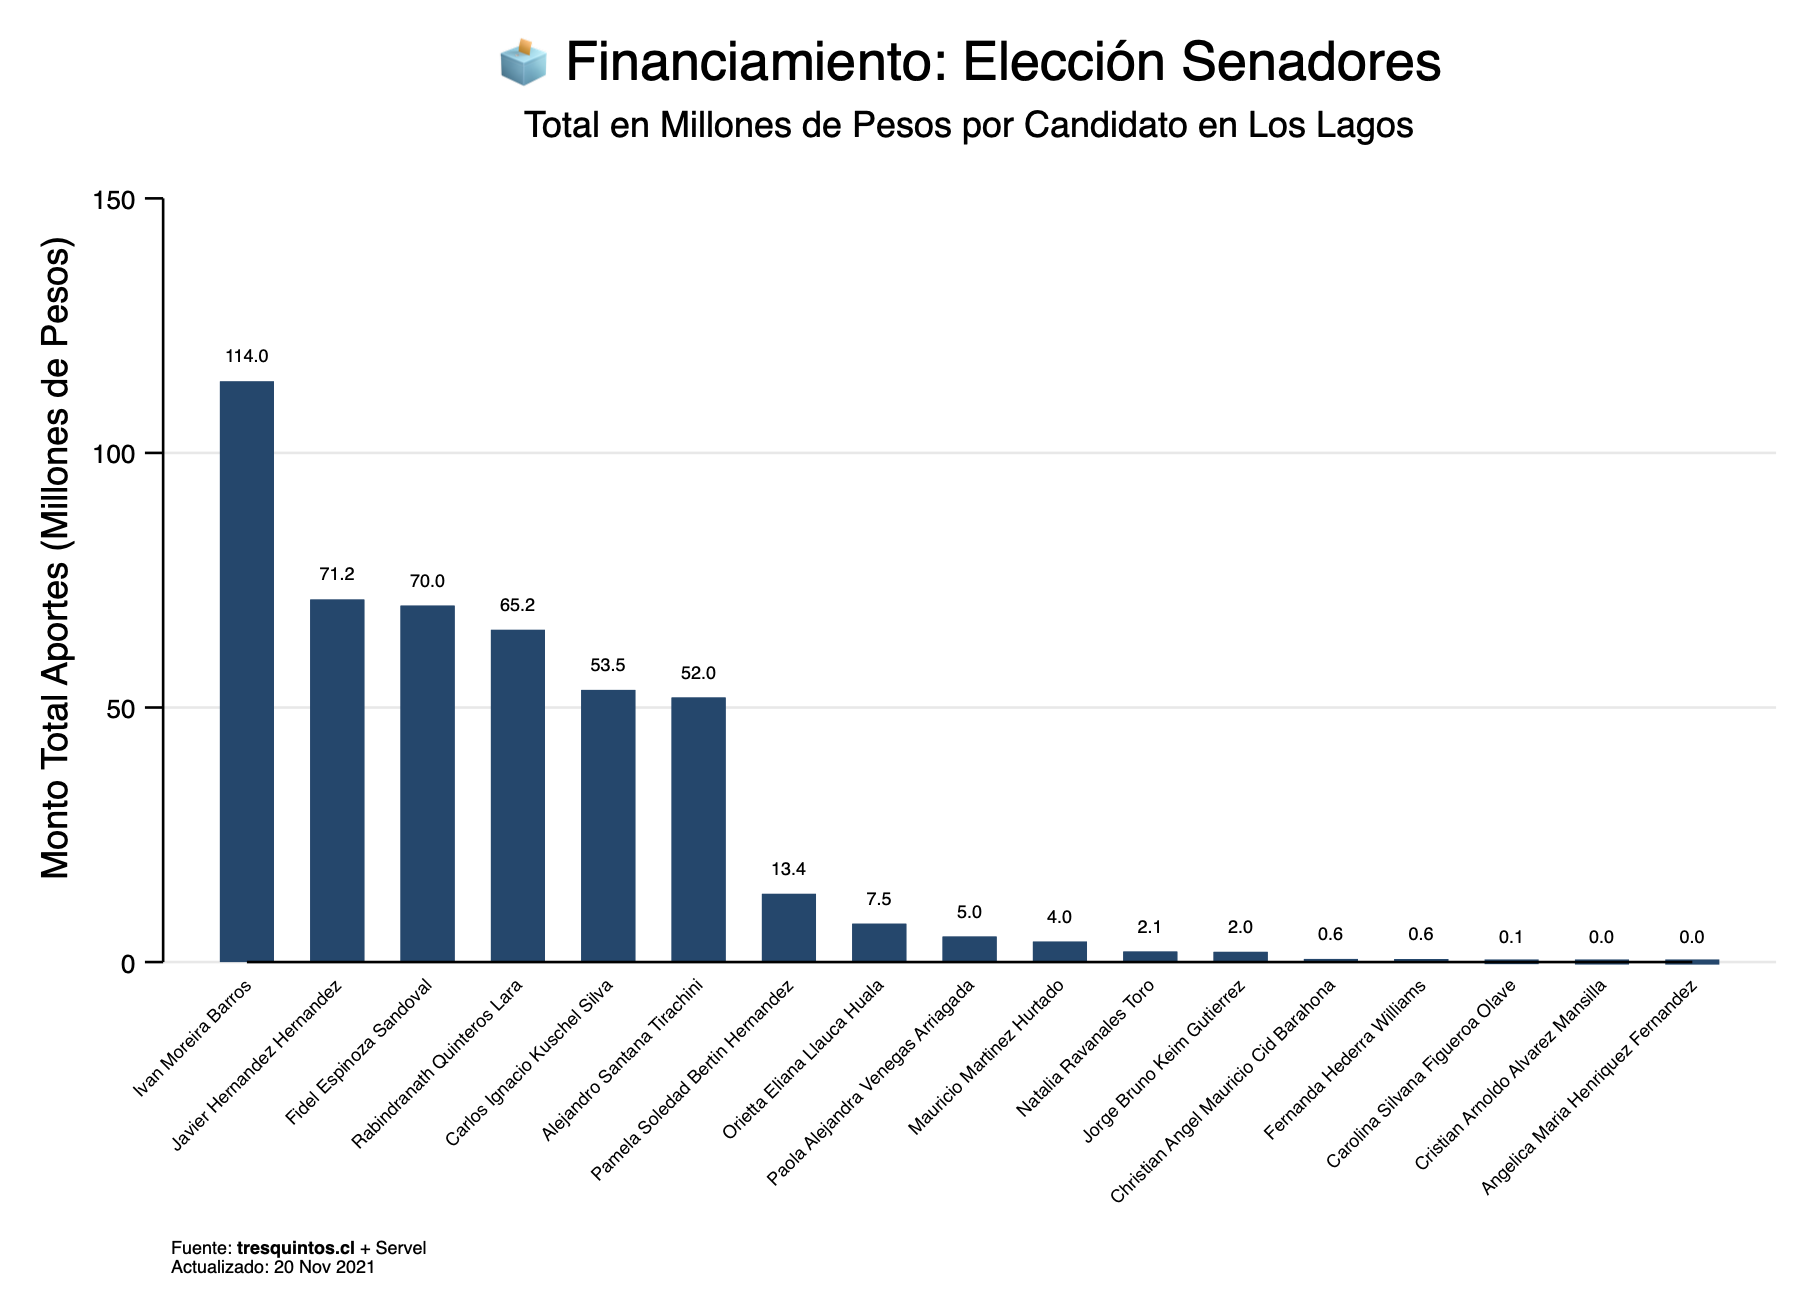 Financiamiento: Elección Senadores
Total en Millones de Pesos por Candidato en Los Lagos
Monto Total Aportes (Millones de Pesos)
150
100
50
0
114.0
71.2
70.0
65.2
53.5
52.0
13.4
7.5
5.0
4.0
2.1
2.0
0.6
0.6
0.1
0.0
0.0
Ivan Moreira Barros
Javier Hernandez Hernandez
Fidel Espinoza Sandoval
Rabindranath Quinteros Lara
Carlos Ignacio Kuschel Silva
Alejandro Santana Tirachini
Pamela Soledad Bertin Hernandez
Orietta Eliana Llauca Huala
Paola Alejandra Venegas Arriagada
Mauricio Martinez Hurtado
Natalia Ravanales Toro
Jorge Bruno Keim Gutierrez
Christian Angel Mauricio Cid Barahona
Fernanda Hederra Williams
Carolina Silvana Figueroa Olave
Cristian Arnoldo Alvarez Mansilla
Angelica Maria Henriquez Fernandez
Fuente: tresquintos.cl + Servel
Actualizado: 20 Nov 2021